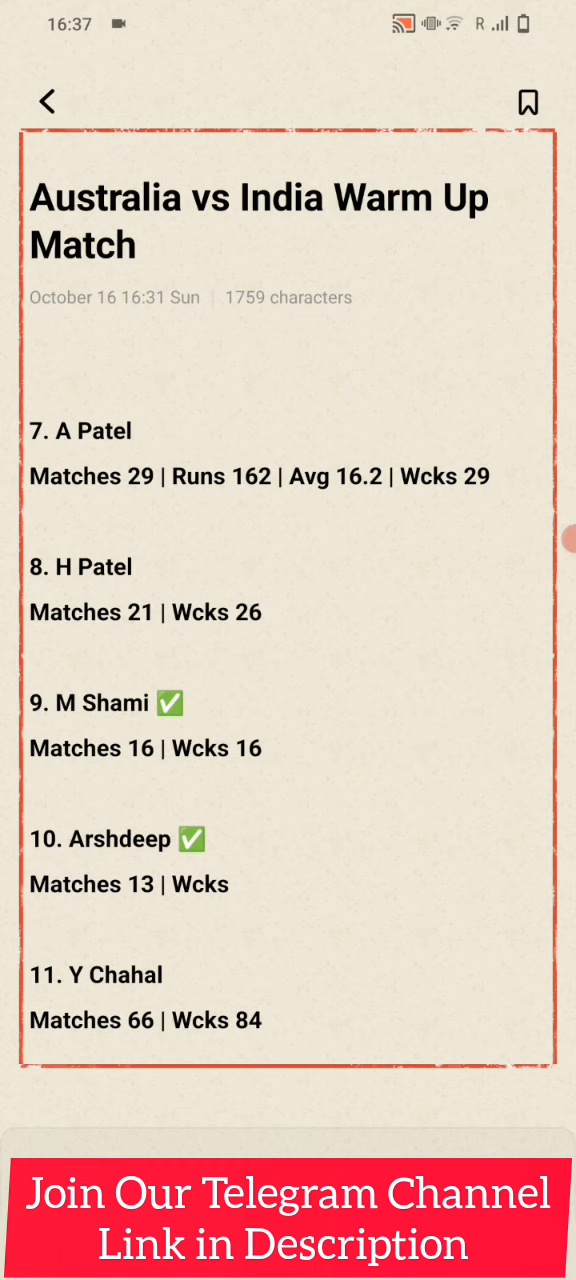 16:37
R
Australia vs India Warm Up
Match
October 16 16:31 Sun | 1759 characters
7. A Patel
Matches 29 | Runs 162 | Avg 16.2 | Wcks 29
8. H Patel
Matches 21 | Wcks 26
9. M Shami ✅
Matches 16 | Wcks 16
10. Arshdeep ✅
Matches 13 | Wcks
11. Y Chahal
Matches 66 | Wcks 84
Join Our Telegram Channel
Link in Description